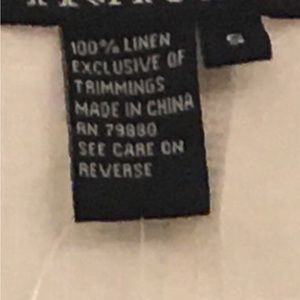 100% LINEN
EXCLUSIVE OF
TRIMMINGS
MADE IN CHINA
RN 79880
SEE CARE ON
REVERSE
S